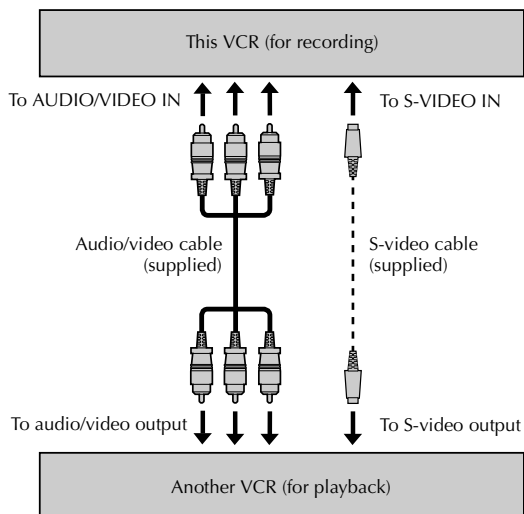 This VCR (for recording)
To AUDIO/VIDEO IN
To S-VIDEO IN
Audio/video cable
(supplied)
S-video cable
(supplied)
To audio/video output
To S-video output
Another VCR (for playback)